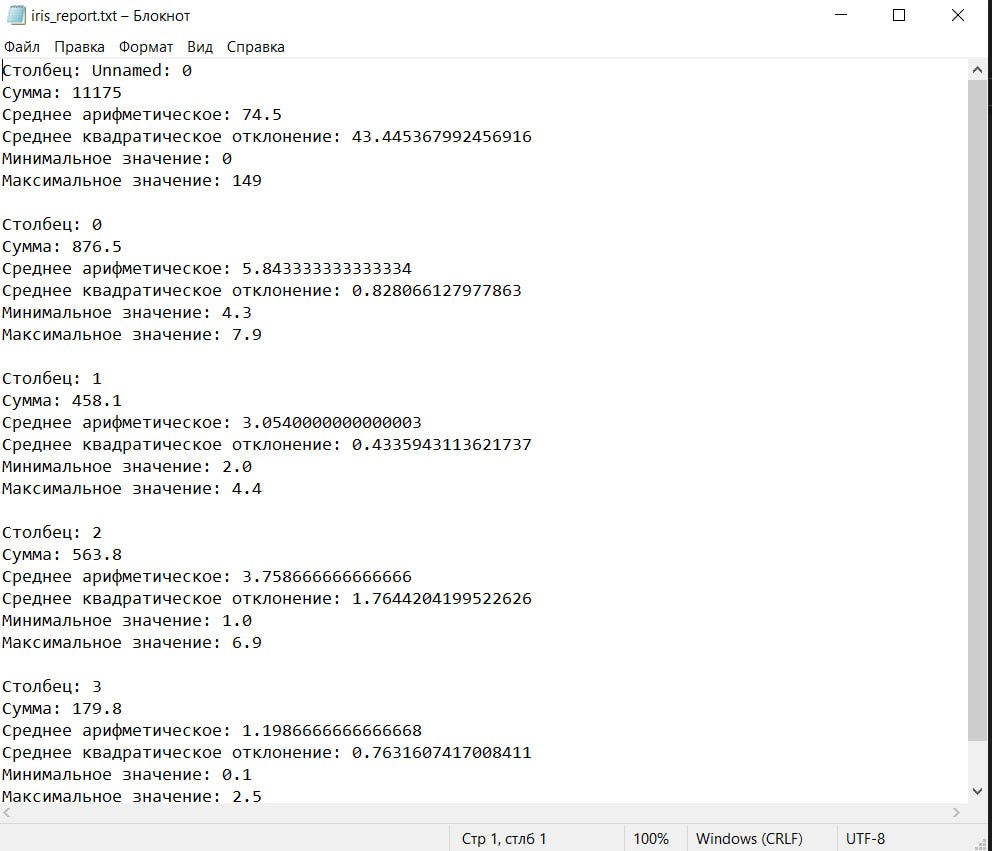 iris_report.txt – Блокнот
Файл Правка Формат Вид Справка
Столбец: Unnamed: 0
Сумма: 11175
Среднее арифметическое: 74.5
Среднее квадратическое отклонение: 43.445367992456916
Минимальное значение: 0
Максимальное значение: 149
Столбец: 0
Сумма: 876.5
Среднее арифметическое: 5.843333333333334
Среднее квадратическое отклонение: 0.828066127977863
Минимальное значение: 4.3
Максимальное значение: 7.9
Столбец: 1
Сумма: 458.1
Среднее арифметическое: 3.0540000000000003
Среднее квадратическое отклонение: 0.4335943113621737
Минимальное значение: 2.0
Максимальное значение: 4.4
Столбец: 2
Сумма: 563.8
Среднее арифметическое: 3.758666666666666
Среднее квадратическое отклонение: 1.7644204199522626
Минимальное значение: 1.0
Максимальное значение: 6.9
Столбец: 3
Сумма: 179.8
Среднее арифметическое: 1.1986666666666668
Среднее квадратическое отклонение: 0.7631607417008411
Минимальное значение: 0.1
Максимальное значение: 2.5
Стр 1, стлб 1 100% Windows (CRLF) UTF-8